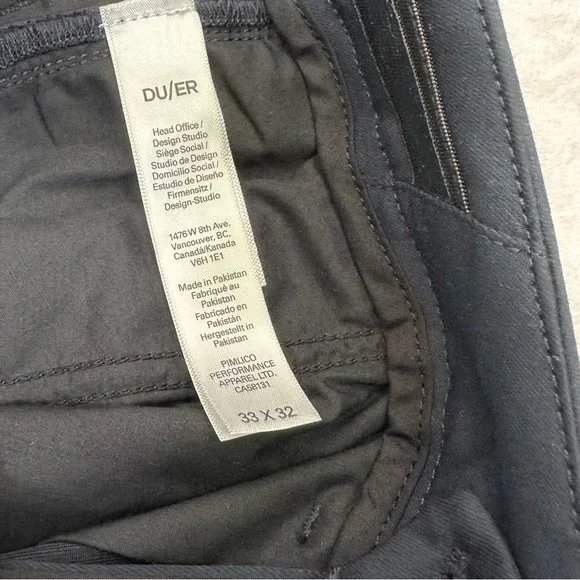 DU/ER
Head Office /
Design Studio
Siège Social /
Studio de Design
Domicilio Social /
Estudio de Diseño
Firmensitz /
Design-Studio
1476 W 8th Ave.
Vancouver, BC,
Canadá/Kanada
V6H 1E1
Made in Pakistan
Fabriqué au
Pakistan
Fabricado en
Pakistán
Hergestellt in
Pakistan
PIMLICO
PERFORMANCE
APPAREL LTD.
CA58131
33 X 32